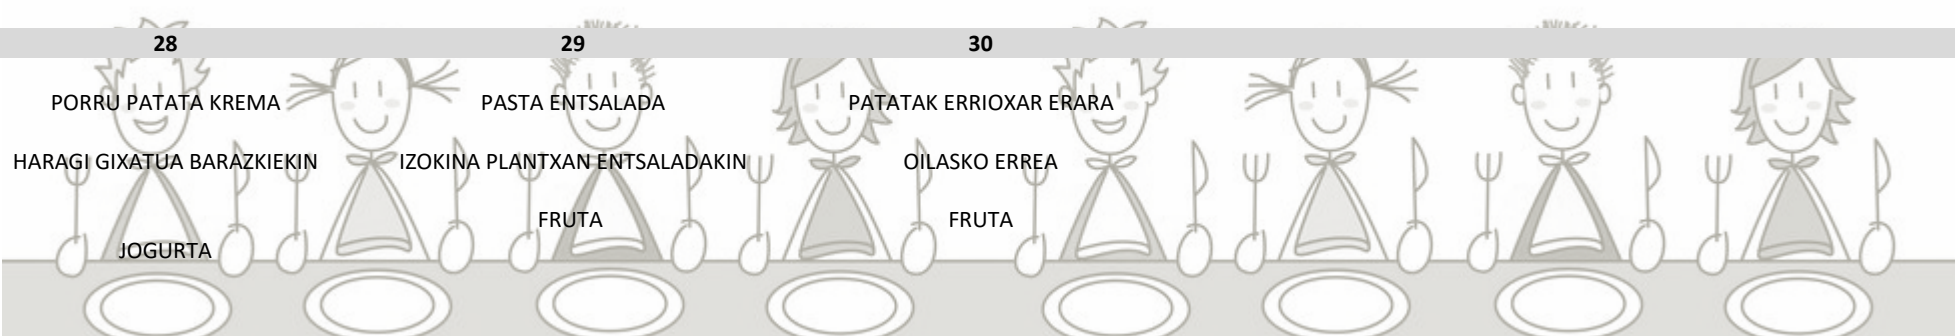 28
PORRU PATATA KREMA
HARAGI GIXATUA BARAZKIEKIN
JOGURTA
29
PASTA ENTSALADA
IZOKINA PLANTXAN ENTSALADAKIN
FRUTA
30
PATATAK ERRIOXAR ERARA
OILASKO ERREA
FRUTA